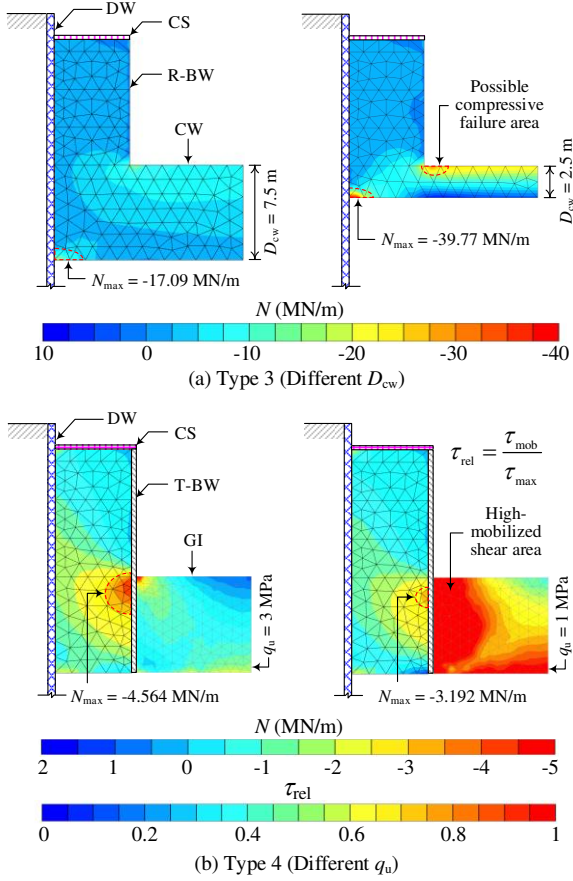 DW
CS
R-BW
CW
D_cw = 7.5 m
N_max = -17.09 MN/m
Possible
compressive
failure area
D_cw = 2.5 m
N_max = -39.77 MN/m
N (MN/m)
10 0 -10 -20 -30 -40
(a) Type 3 (Different D_cw)
DW
CS
T-BW
GI
q_u = 3 MPa
N_max = -4.564 MN/m
τ_rel = τ_mob / τ_max
High-
mobilized
shear area
q_u = 1 MPa
N_max = -3.192 MN/m
N (MN/m)
2 1 0 -1 -2 -3 -4 -5
τ_rel
0 0.2 0.4 0.6 0.8 1
(b) Type 4 (Different q_u)